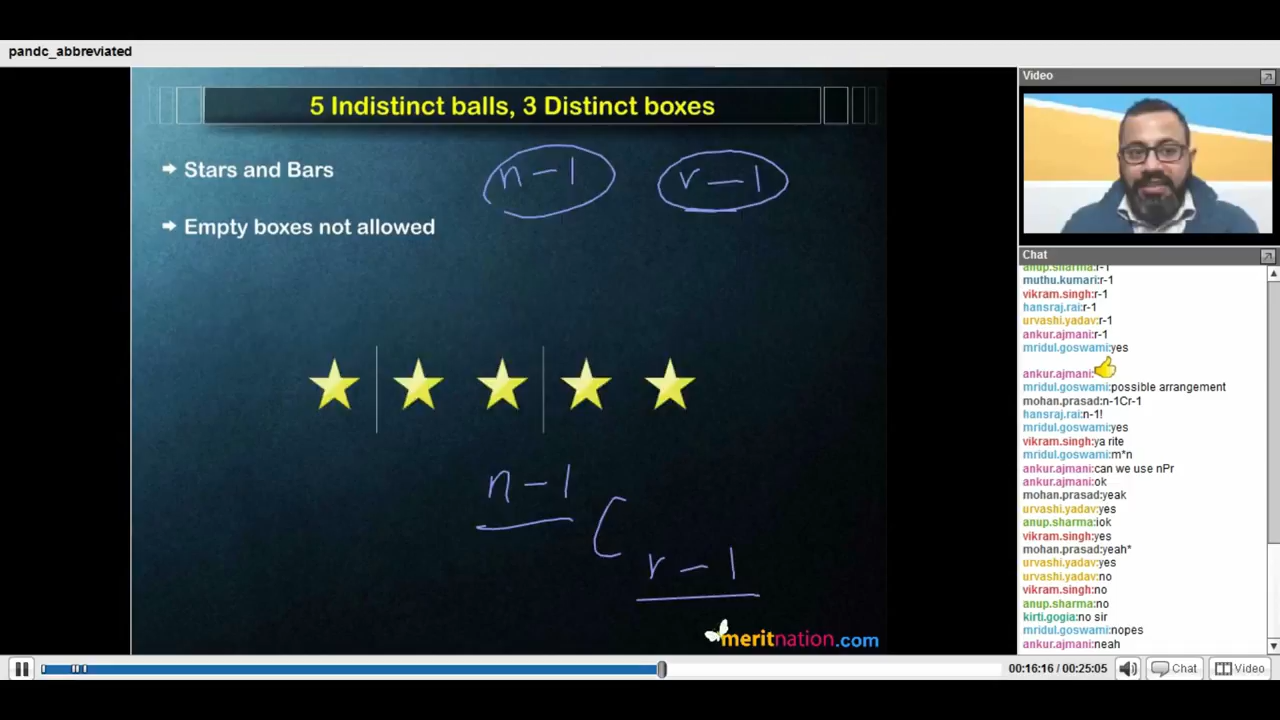 pandc_abbreviated
5 Indistinct balls, 3 Distinct boxes
Stars and Bars
n-1
r-1
Empty boxes not allowed
n-1
C
r-1
meritnation.com
Video
Chat
anup.sharma:r-1
muthu.kumari:r-1
vikram.singh:r-1
hansraj.rai:r-1
urvashi.yadav:r-1
ankur.ajmani:r-1
mridul.goswami:yes
ankur.ajmani:
mridul.goswami:possible arrangement
mohan.prasad:n-1Cr-1
hansraj.rai:n-1!
mridul.goswami:yes
vikram.singh:ya rite
mridul.goswami:m*n
ankur.ajmani:can we use nPr
ankur.ajmani:ok
mohan.prasad:yeak
urvashi.yadav:yes
anup.sharma:iok
vikram.singh:yes
mohan.prasad:yeah*
urvashi.yadav:yes
urvashi.yadav:no
vikram.singh:no
anup.sharma:no
kirti.gogia:no sir
mridul.goswami:nopes
ankur.ajmani:neah
00:16:16 / 00:25:05
Chat
Video